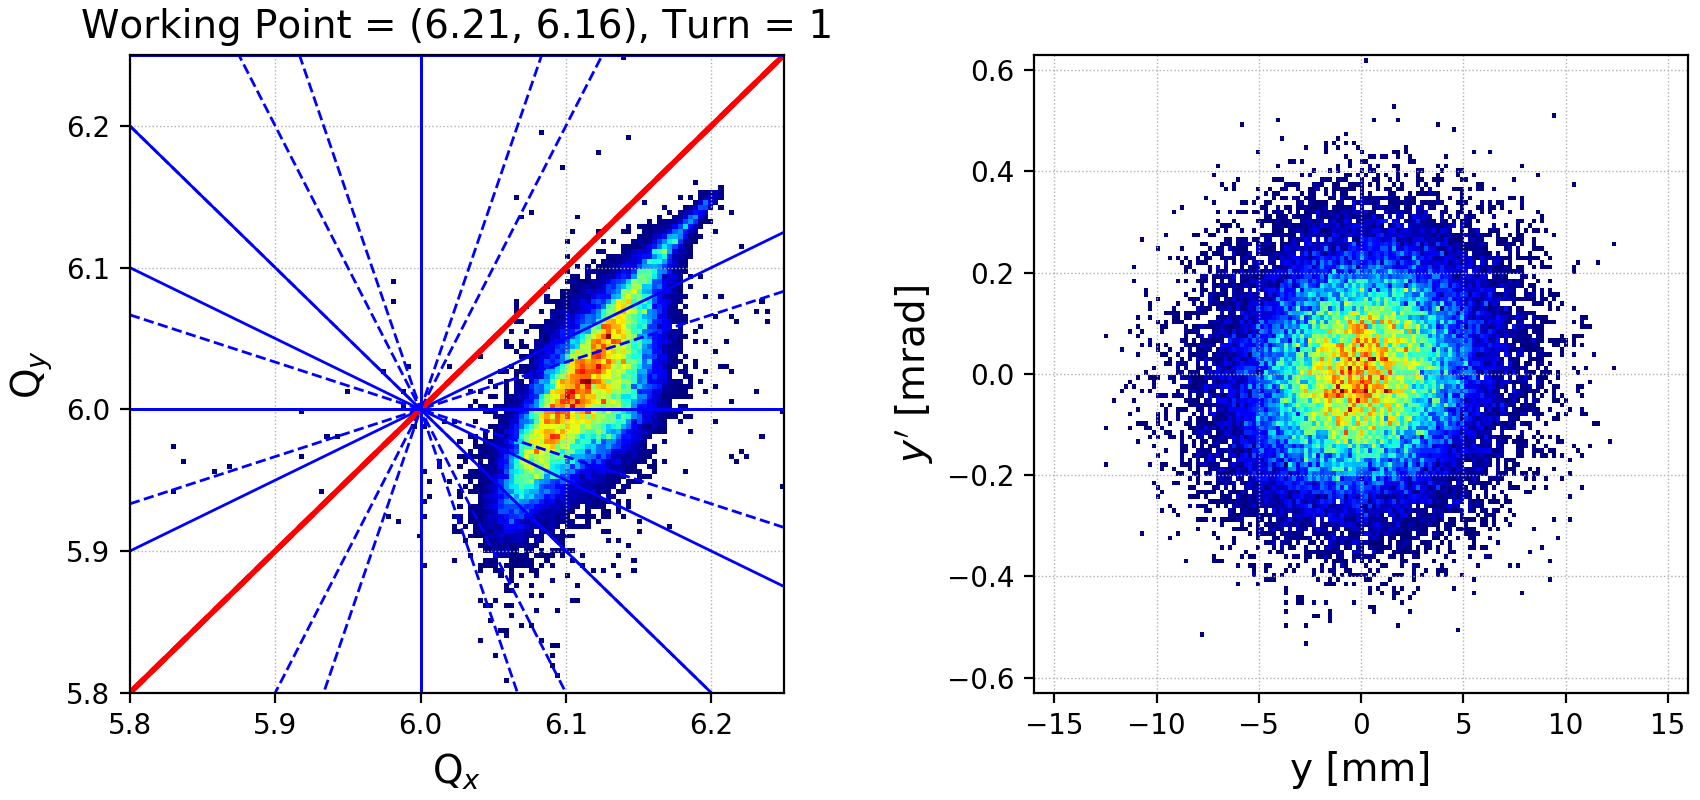 Working Point = (6.21, 6.16), Turn = 1
6.2
6.1
6.0
5.9
5.8
Qy
5.8 5.9 6.0 6.1 6.2
Qx
0.6
0.4
0.2
0.0
−0.2
−0.4
−0.6
y′ [mrad]
−15 −10 −5 0 5 10 15
y [mm]